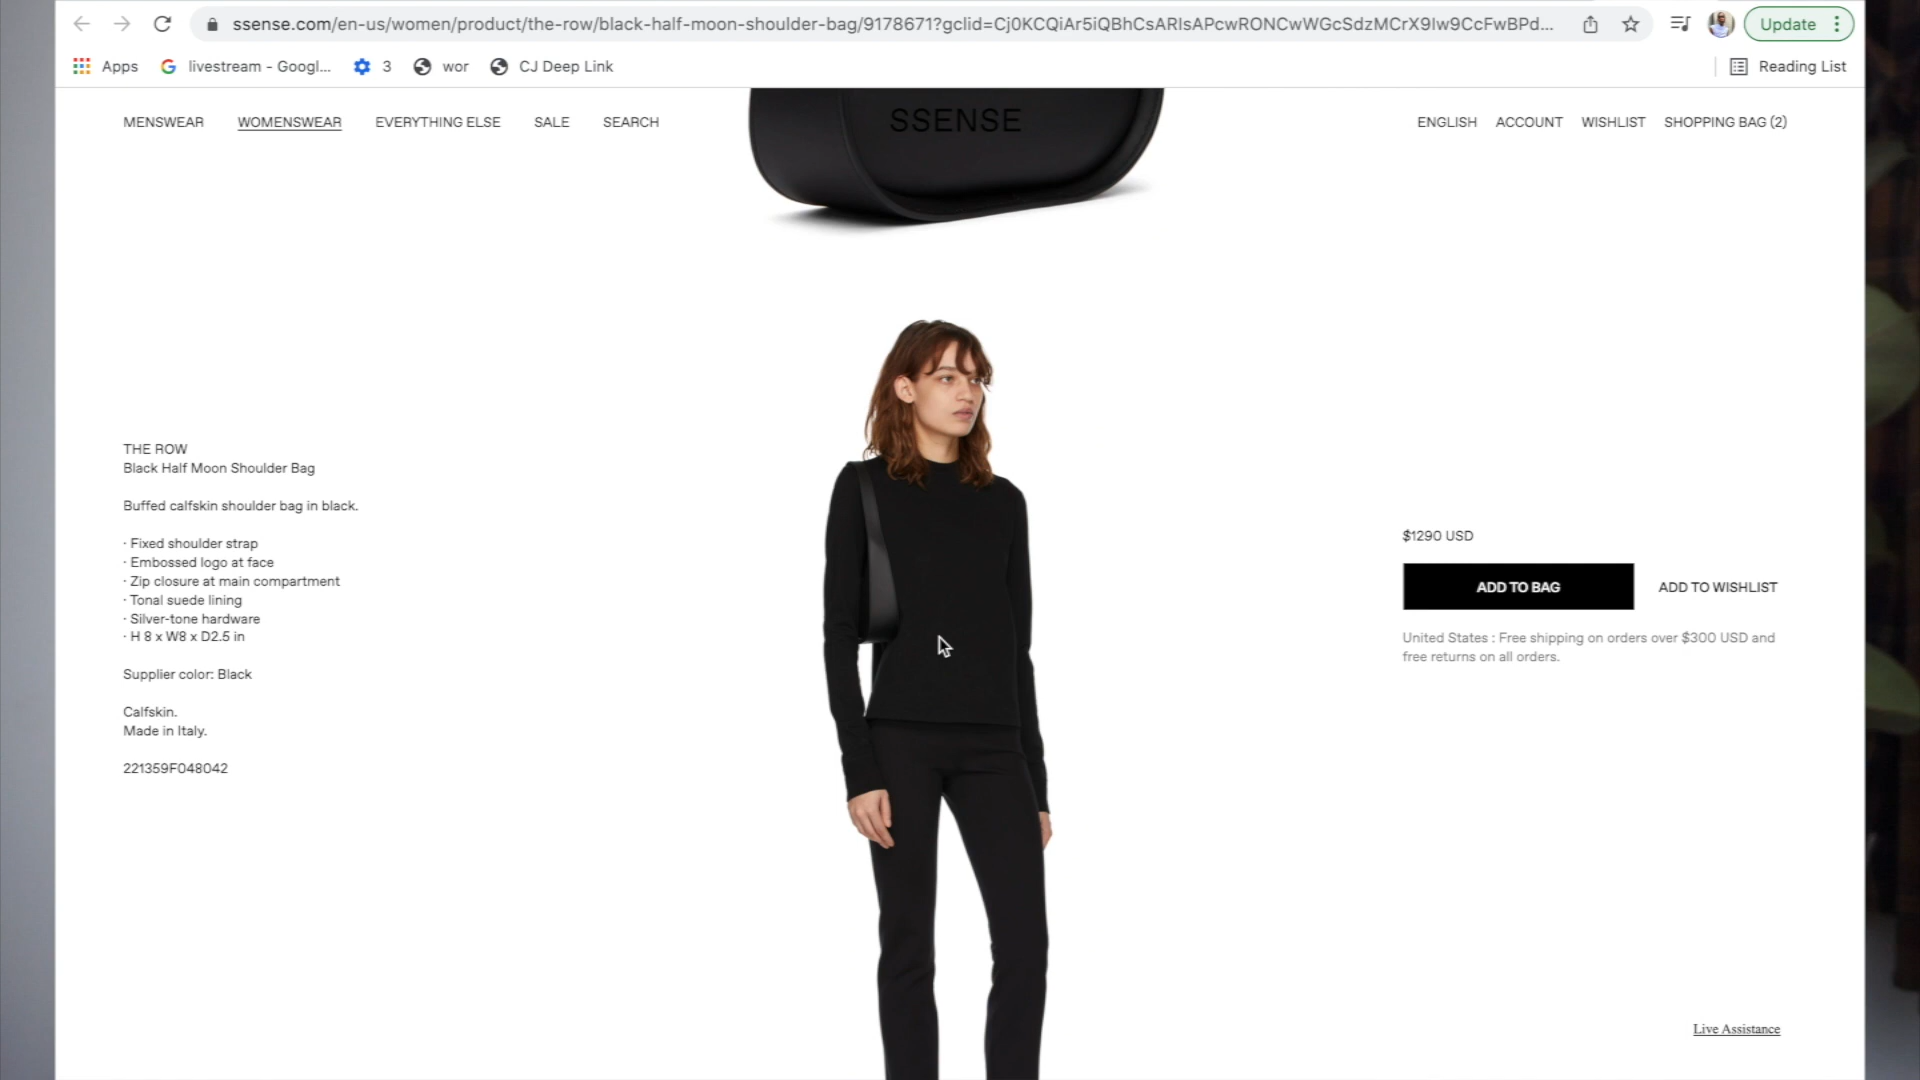 ssense.com/en-us/women/product/the-row/black-half-moon-shoulder-bag/9178671?gclid=Cj0KCQiAr5iQBhCsARIsAPcwRONCwWGcSdzMCrX9lw9CcFwBPd...
Update
Apps
livestream - Googl...
3
wor
CJ Deep Link
Reading List
MENSWEAR
WOMENSWEAR
EVERYTHING ELSE
SALE
SEARCH
SSENSE
ENGLISH
ACCOUNT
WISHLIST
SHOPPING BAG (2)
THE ROW
Black Half Moon Shoulder Bag
Buffed calfskin shoulder bag in black.
· Fixed shoulder strap
· Embossed logo at face
· Zip closure at main compartment
· Tonal suede lining
· Silver-tone hardware
· H 8 x W8 x D2.5 in
Supplier color: Black
Calfskin.
Made in Italy.
221359F048042
$1290 USD
ADD TO BAG
ADD TO WISHLIST
United States : Free shipping on orders over $300 USD and
free returns on all orders.
Live Assistance